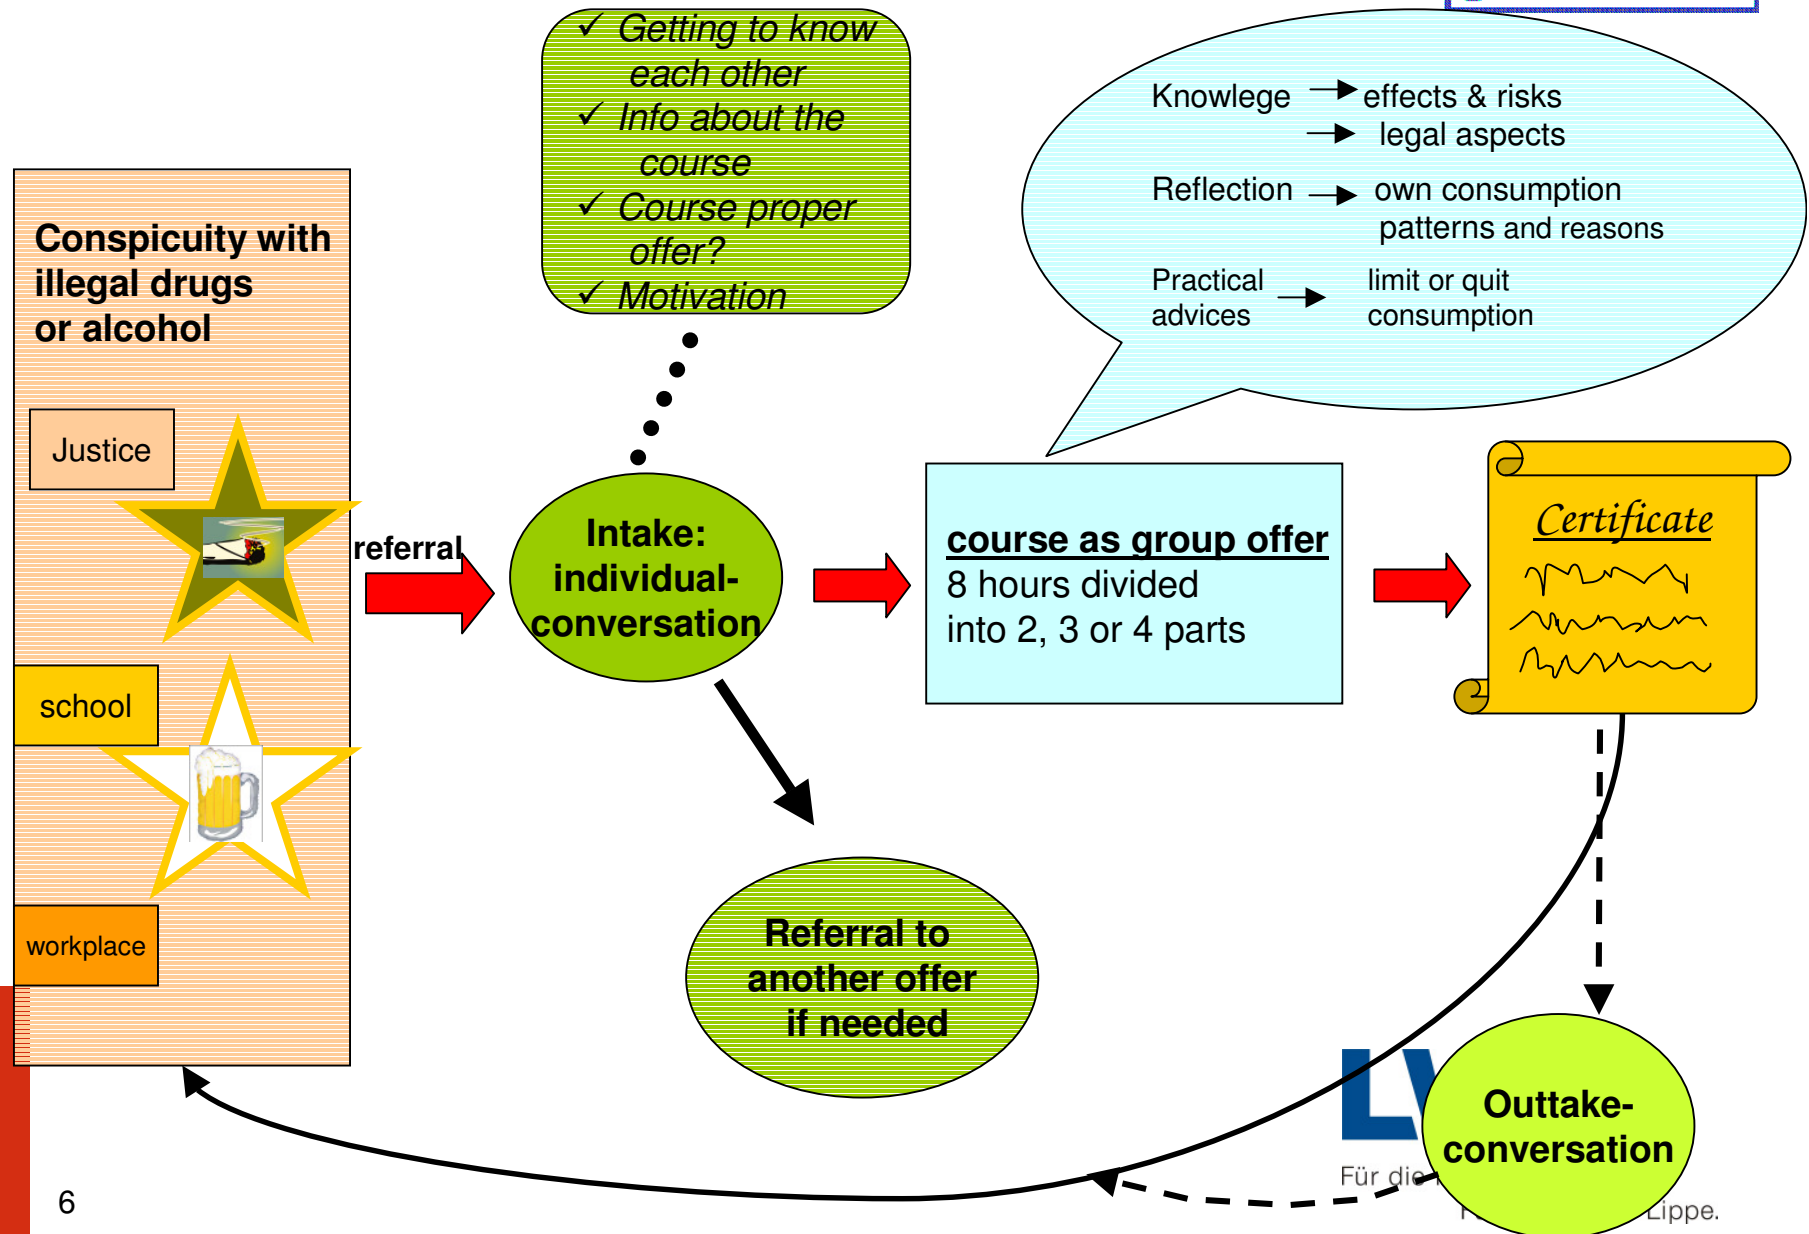 ✓ Getting to know
each other
✓ Info about the
course
✓ Course proper
offer?
✓ Motivation
Knowlege → effects & risks
→ legal aspects
Reflection → own consumption
patterns and reasons
Practical → limit or quit
advices consumption
Conspicuity with
illegal drugs
or alcohol
Justice
school
workplace
referral
Intake:
individual-
conversation
course as group offer
8 hours divided
into 2, 3 or 4 parts
Certificate
Referral to
another offer
if needed
Outtake-
conversation
Für die
Lippe.
6